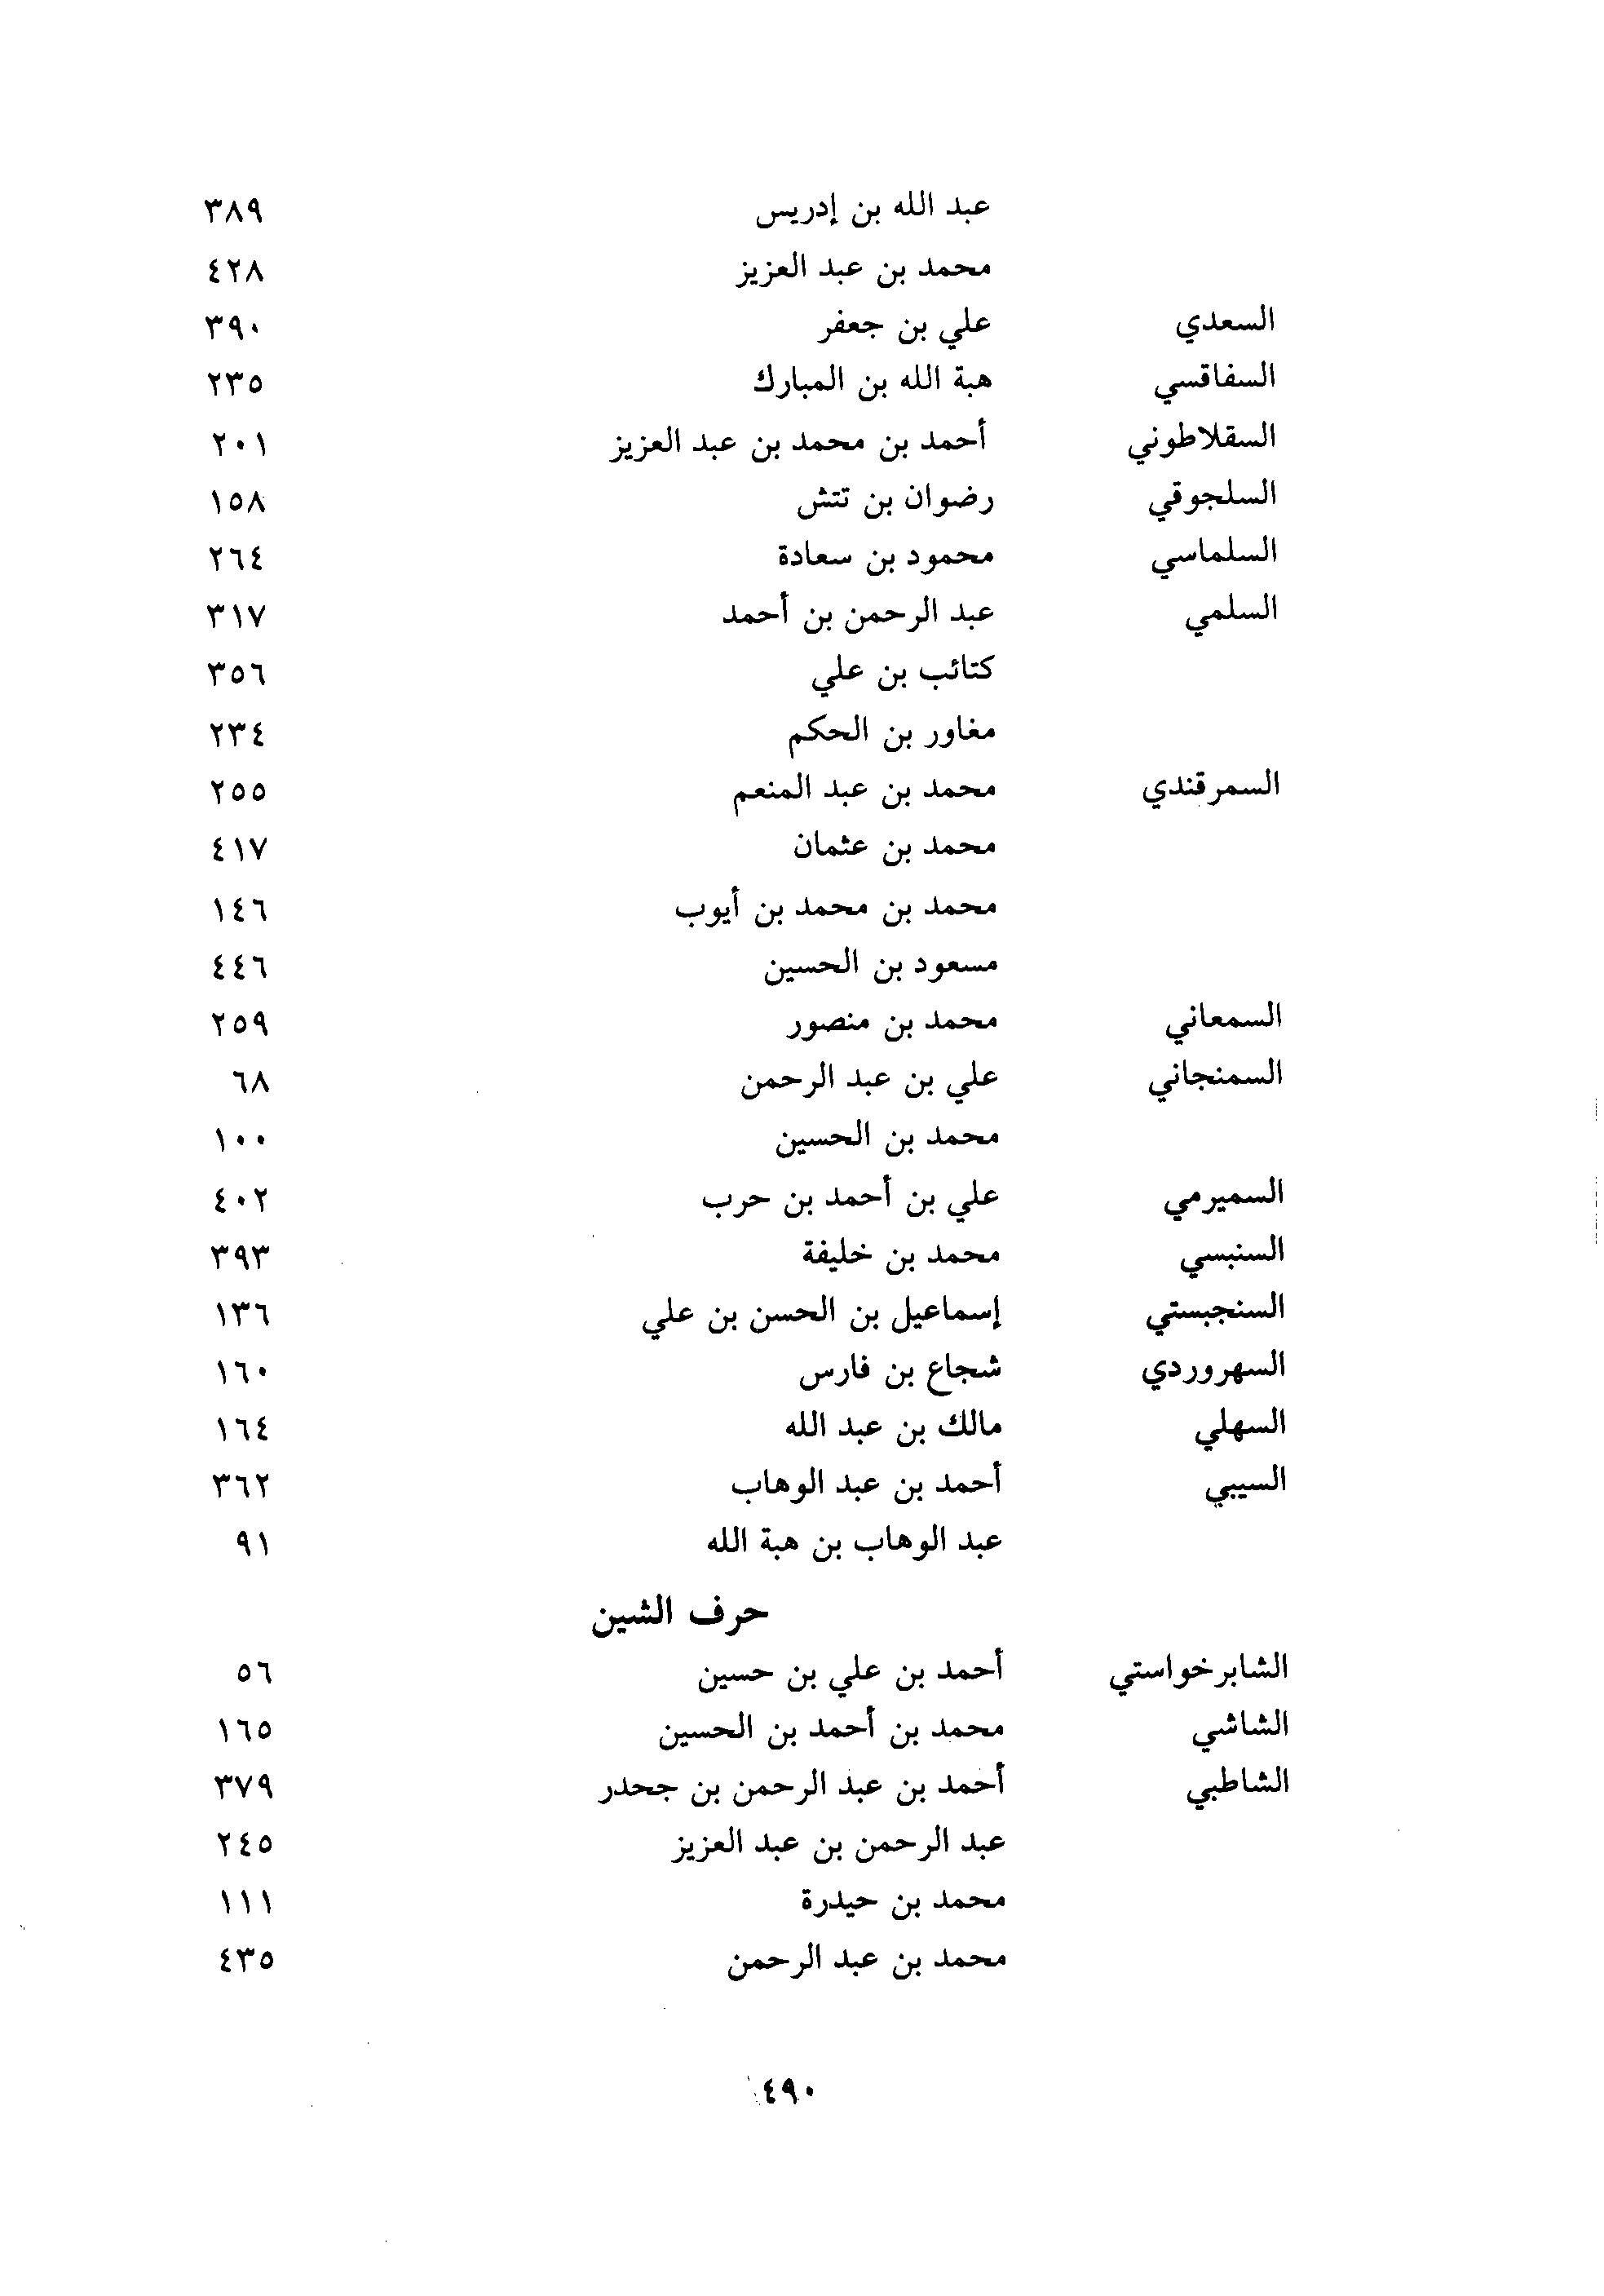 عبد الله بن إدريس ٣٨٩
محمد بن عبد العزيز ٤٢٨
السعدي علي بن جعفر ٣٩٠
السفاقسي هبة الله بن المبارك ٢٣٥
السقلاطوني أحمد بن محمد بن عبد العزيز ٢٠١
السلجوقي رضوان بن تتش ١٥٨
السلماسي محمود بن سعادة ٢٦٤
السلمي عبد الرحمن بن أحمد ٣١٧
كتائب بن علي ٣٥٦
مغاور بن الحكم ٢٣٤
السمرقندي محمد بن عبد المنعم ٢٥٥
محمد بن عثمان ٤١٧
محمد بن محمد بن أيوب ١٤٦
مسعود بن الحسين ٤٤٦
السمعاني محمد بن منصور ٢٥٩
السمنجاني علي بن عبد الرحمن ٦٨
محمد بن الحسين ١٠٠
السميرمي علي بن أحمد بن حرب ٤٠٢
السنبسي محمد بن خليفة ٣٩٣
السنجبستي إسماعيل بن الحسن بن علي ١٣٦
السهروردي شجاع بن فارس ١٦٠
السهلي مالك بن عبد الله ١٦٤
السيبي أحمد بن عبد الوهاب ٣٦٢
عبد الوهاب بن هبة الله ٩١
حرف الشين
الشابرخواستي أحمد بن علي بن حسين ٥٦
الشاشي محمد بن أحمد بن الحسين ١٦٥
الشاطبي أحمد بن عبد الرحمن بن جحدر ٣٧٩
عبد الرحمن بن عبد العزيز ٢٤٥
محمد بن حيدرة ١١١
محمد بن عبد الرحمن ٤٣٥
٤٩٠